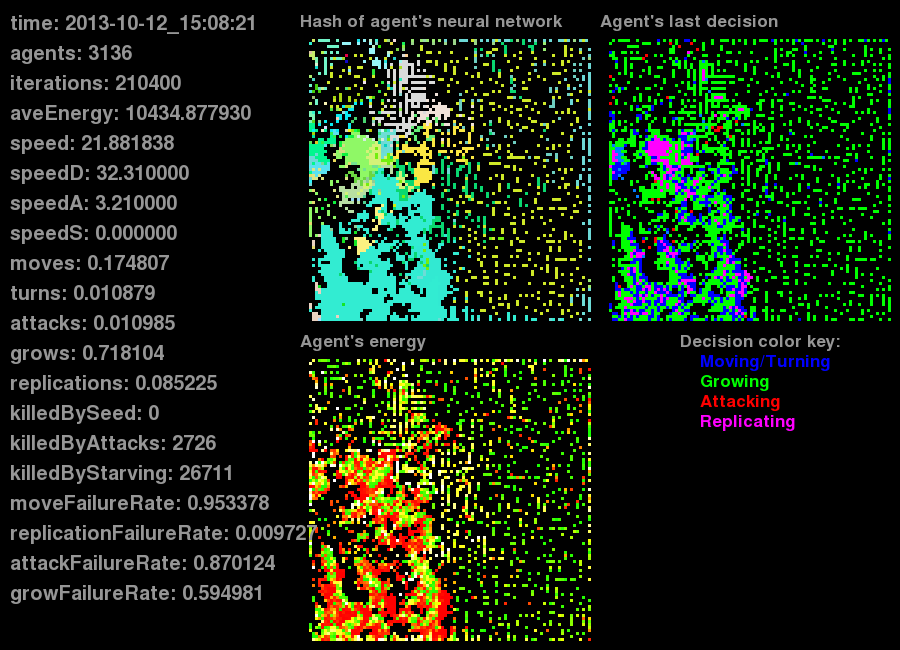 time: 2013-10-12_15:08:21
agents: 3136
iterations: 210400
aveEnergy: 10434.877930
speed: 21.881838
speedD: 32.310000
speedA: 3.210000
speedS: 0.000000
moves: 0.174807
turns: 0.010879
attacks: 0.010985
grows: 0.718104
replications: 0.085225
killedBySeed: 0
killedByAttacks: 2726
killedByStarving: 26711
moveFailureRate: 0.953378
replicationFailureRate: 0.009727
attackFailureRate: 0.870124
growFailureRate: 0.594981
Hash of agent's neural network
Agent's last decision
Agent's energy
Decision color key:
Moving/Turning
Growing
Attacking
Replicating